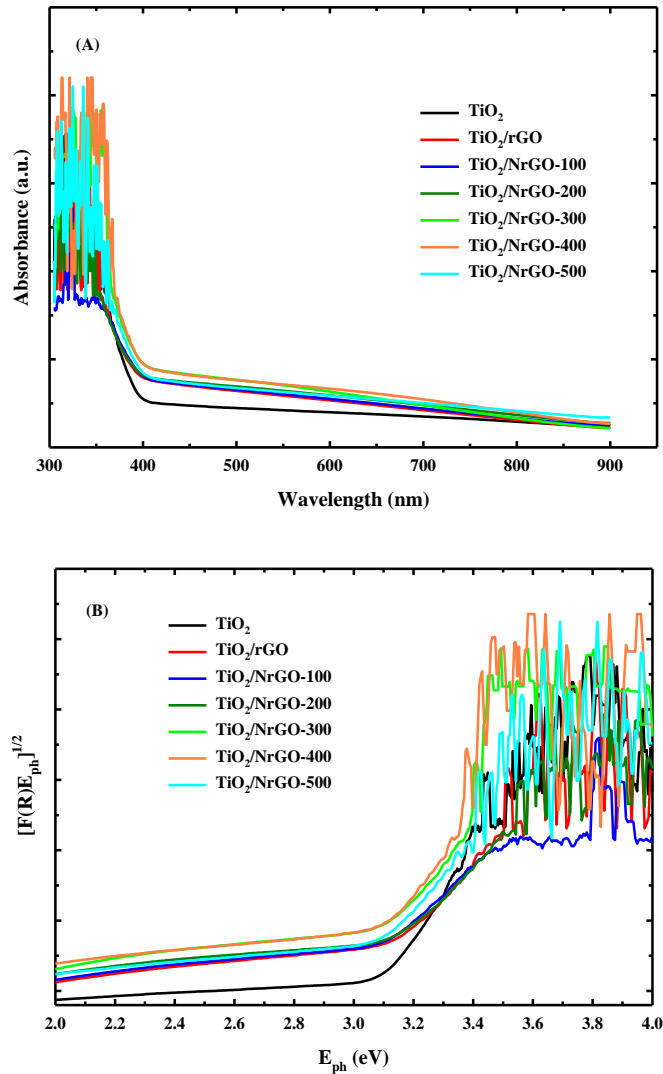 (A)
TiO₂
TiO₂/rGO
TiO₂/NrGO-100
TiO₂/NrGO-200
TiO₂/NrGO-300
TiO₂/NrGO-400
TiO₂/NrGO-500
Absorbance (a.u.)
300 400 500 600 700 800 900
Wavelength (nm)
(B)
TiO₂
TiO₂/rGO
TiO₂/NrGO-100
TiO₂/NrGO-200
TiO₂/NrGO-300
TiO₂/NrGO-400
TiO₂/NrGO-500
[F(R)Eₚₕ]¹/²
2.0 2.2 2.4 2.6 2.8 3.0 3.2 3.4 3.6 3.8 4.0
Eₚₕ (eV)